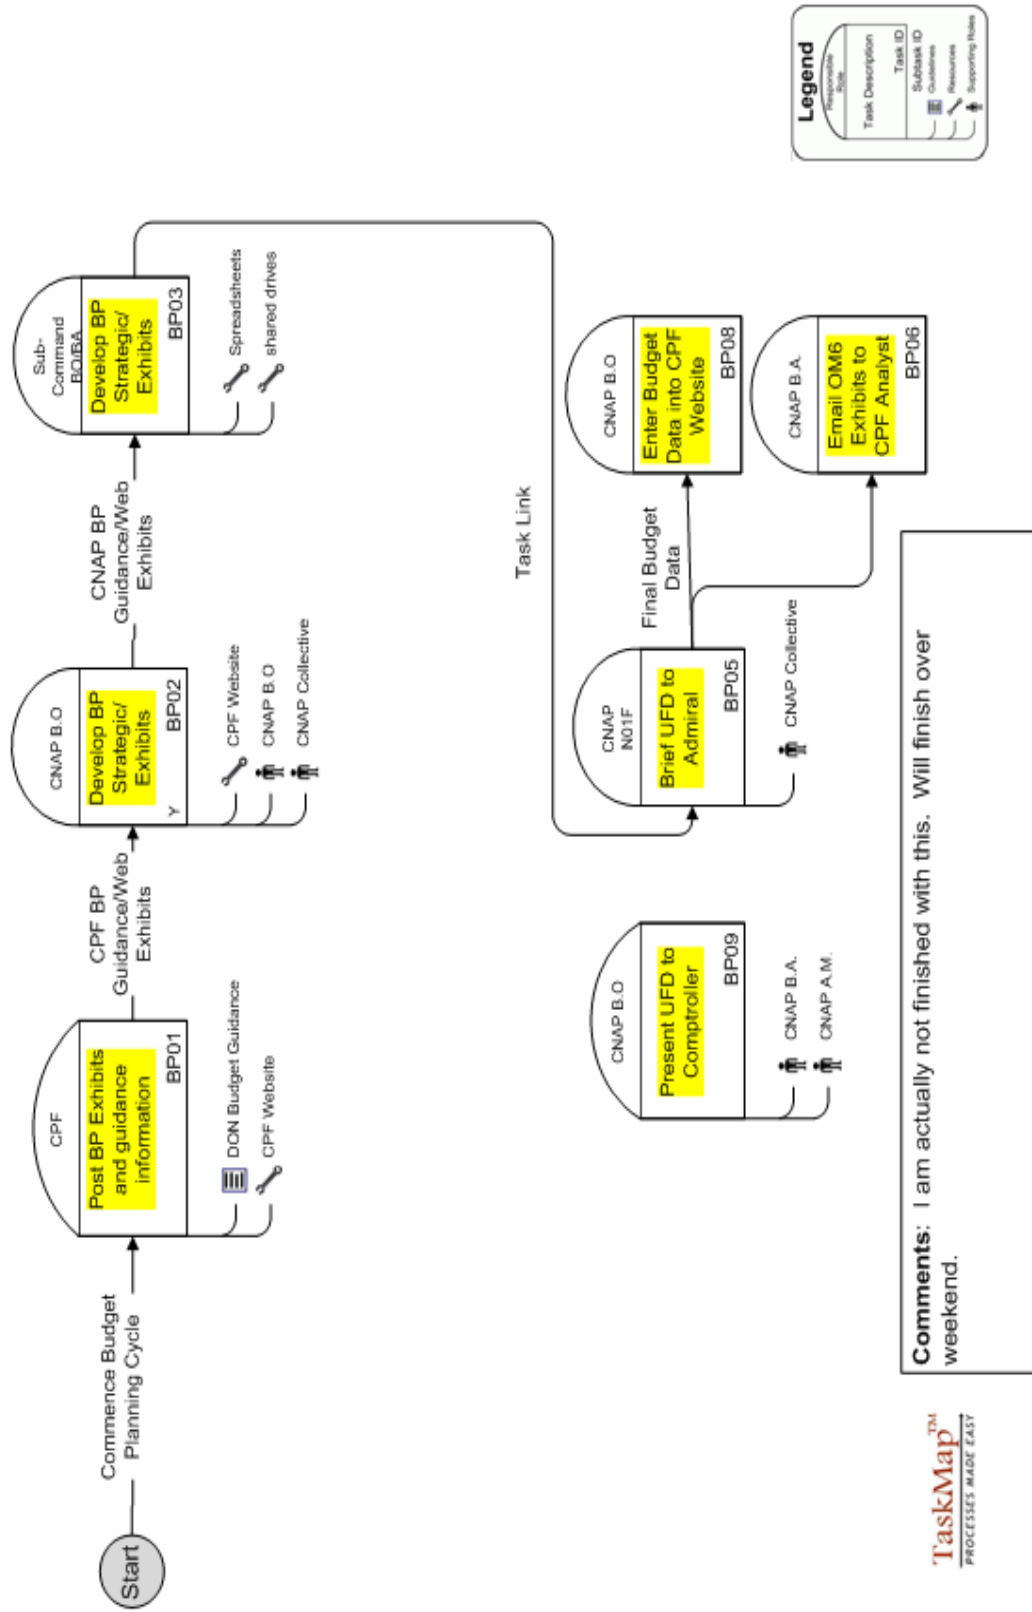 Start
Commence Budget
Planning Cycle
CPF
Post BP Exhibits
and guidance
information
BP01
DON Budget Guidance
CPF Website
CPF BP
Guidance/Web
Exhibits
CNAP B.O
Develop BP
Strategic/
Exhibits
Y
BP02
CPF Website
CNAP B.O
CNAP Collective
CNAP BP
Guidance/Web
Exhibits
Sub-
Command
BO/BA
Develop BP
Strategic/
Exhibits
BP03
Spreadsheets
shared drives
Task Link
CNAP B.O
Present UFD to
Comptroller
BP09
CNAP B.A.
CNAP A.M.
CNAP
N01F
Brief UFD to
Admiral
BP05
CNAP Collective
Final Budget
Data
CNAP B.O
Enter Budget
Data into CPF
Website
BP08
CNAP B.A.
Email OM6
Exhibits to
CPF Analyst
BP06
Legend
Responsible
Role
Task Description
Task ID
Subtask ID
Guidelines
Resources
Supporting Roles
Comments: I am actually not finished with this. Will finish over
weekend.
TaskMap™
PROCESSES MADE EASY